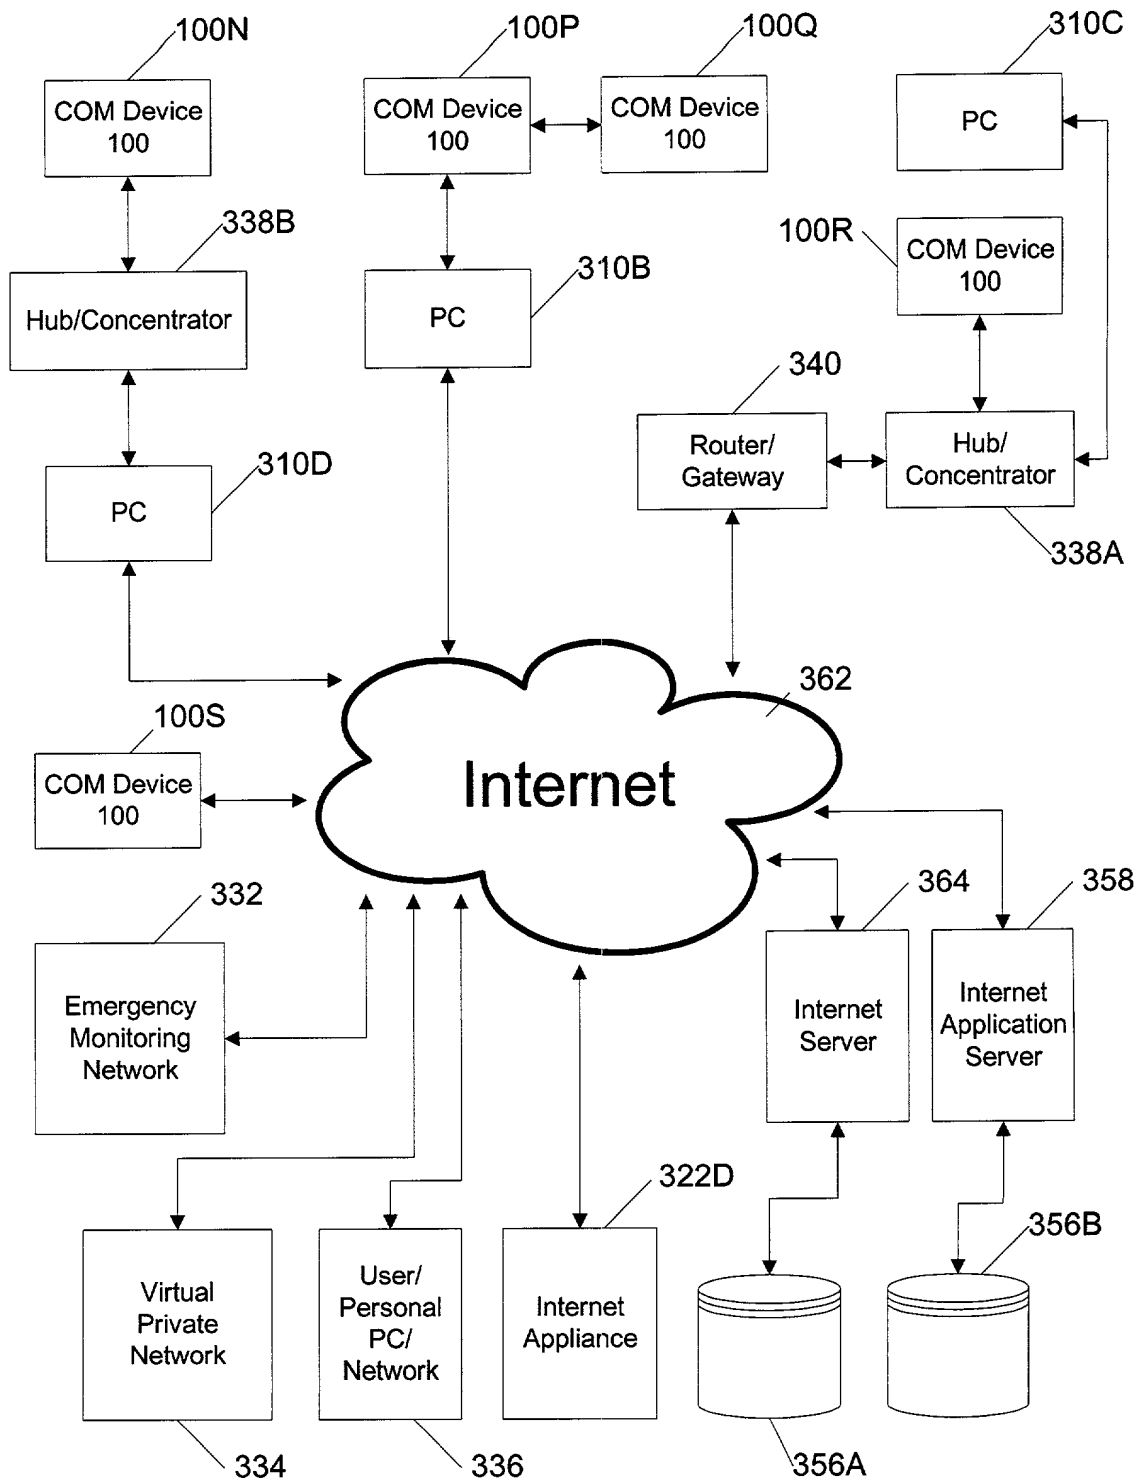 100N
100P
100Q
310C
COM Device
100
COM Device
100
COM Device
100
PC
338B
100R
COM Device
100
310B
Hub/Concentrator
PC
340
310D
Router/
Gateway
Hub/
Concentrator
PC
338A
362
100S
Internet
COM Device
100
332
364
358
Emergency
Monitoring
Network
Internet
Server
Internet
Application
Server
322D
356B
Virtual
Private
Network
User/
Personal
PC/
Network
Internet
Appliance
334
336
356A